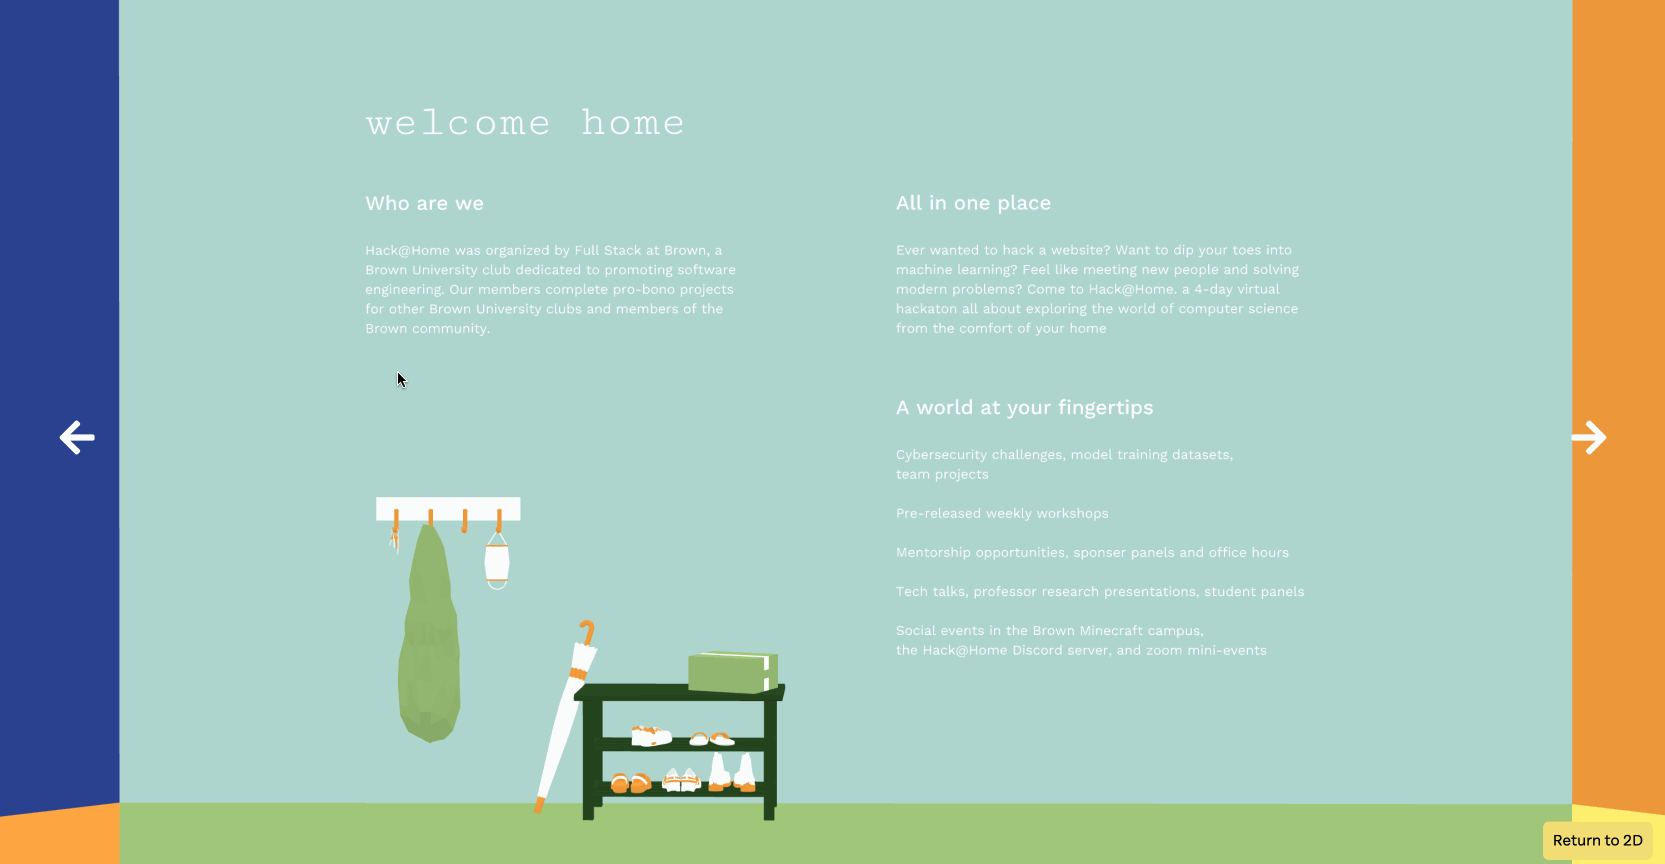 welcome home
Who are we
Hack@Home was organized by Full Stack at Brown, a
Brown University club dedicated to promoting software
engineering. Our members complete pro-bono projects
for other Brown University clubs and members of the
Brown community.
All in one place
Ever wanted to hack a website? Want to dip your toes into
machine learning? Feel like meeting new people and solving
modern problems? Come to Hack@Home. a 4-day virtual
hackaton all about exploring the world of computer science
from the comfort of your home
A world at your fingertips
Cybersecurity challenges, model training datasets,
team projects
Pre-released weekly workshops
Mentorship opportunities, sponser panels and office hours
Tech talks, professor research presentations, student panels
Social events in the Brown Minecraft campus,
the Hack@Home Discord server, and zoom mini-events
Return to 2D